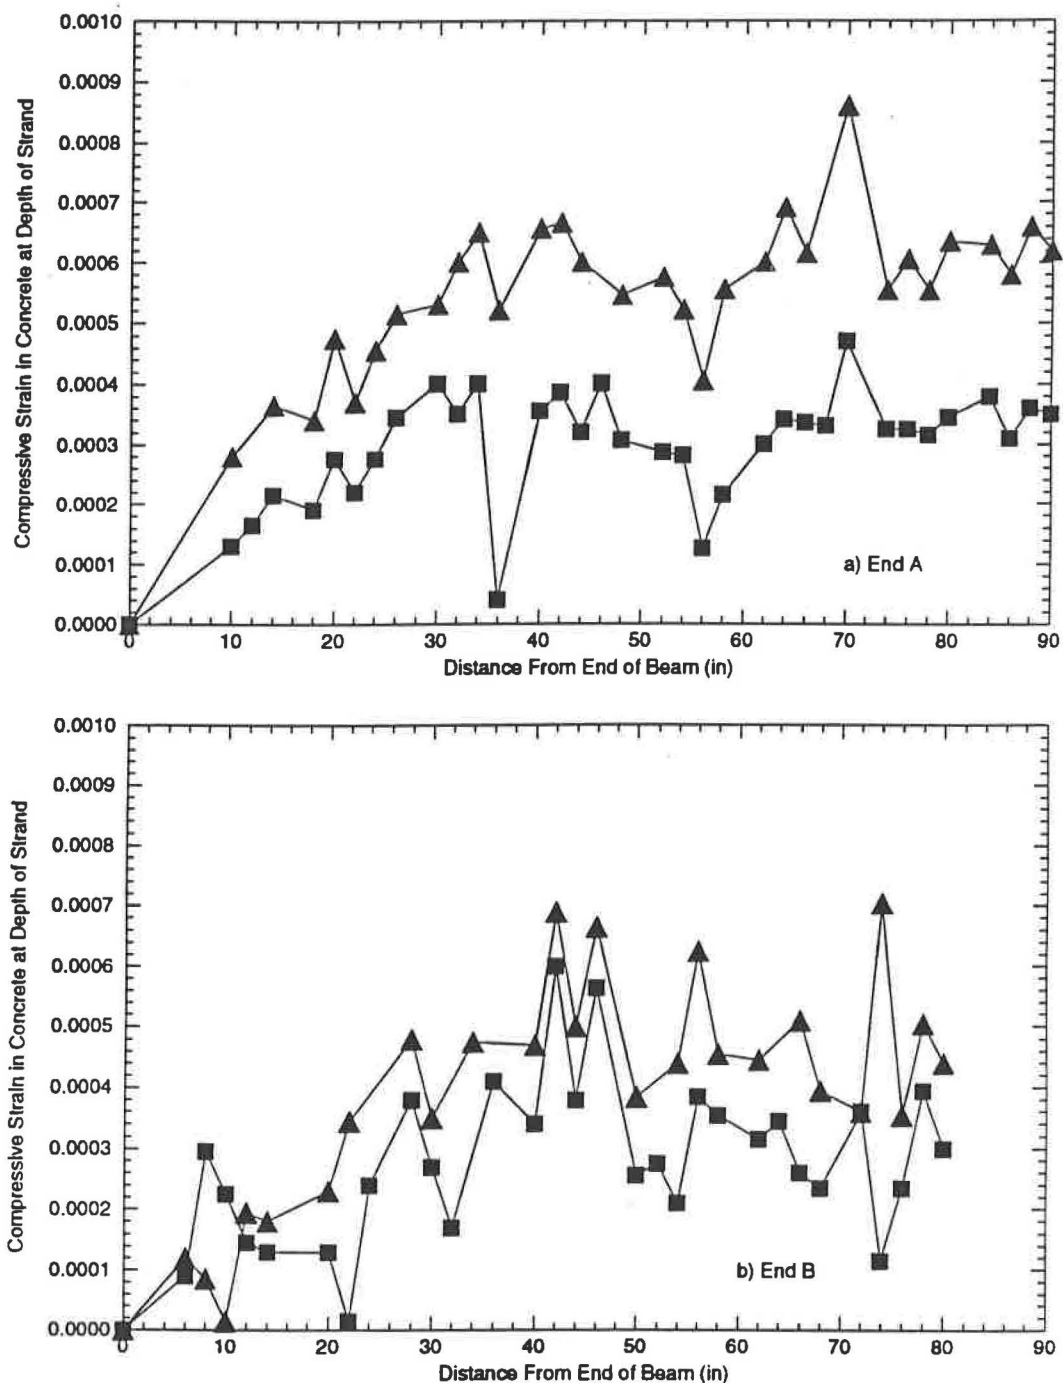 0.0010
0.0009
0.0008
0.0007
0.0006
0.0005
0.0004
0.0003
0.0002
0.0001
0.0000
Compressive Strain in Concrete at Depth of Strand
a) End A
0 10 20 30 40 50 60 70 80 90
Distance From End of Beam (in)
0.0010
0.0009
0.0008
0.0007
0.0006
0.0005
0.0004
0.0003
0.0002
0.0001
0.0000
Compressive Strain in Concrete at Depth of Strand
b) End B
0 10 20 30 40 50 60 70 80 90
Distance From End of Beam (in)